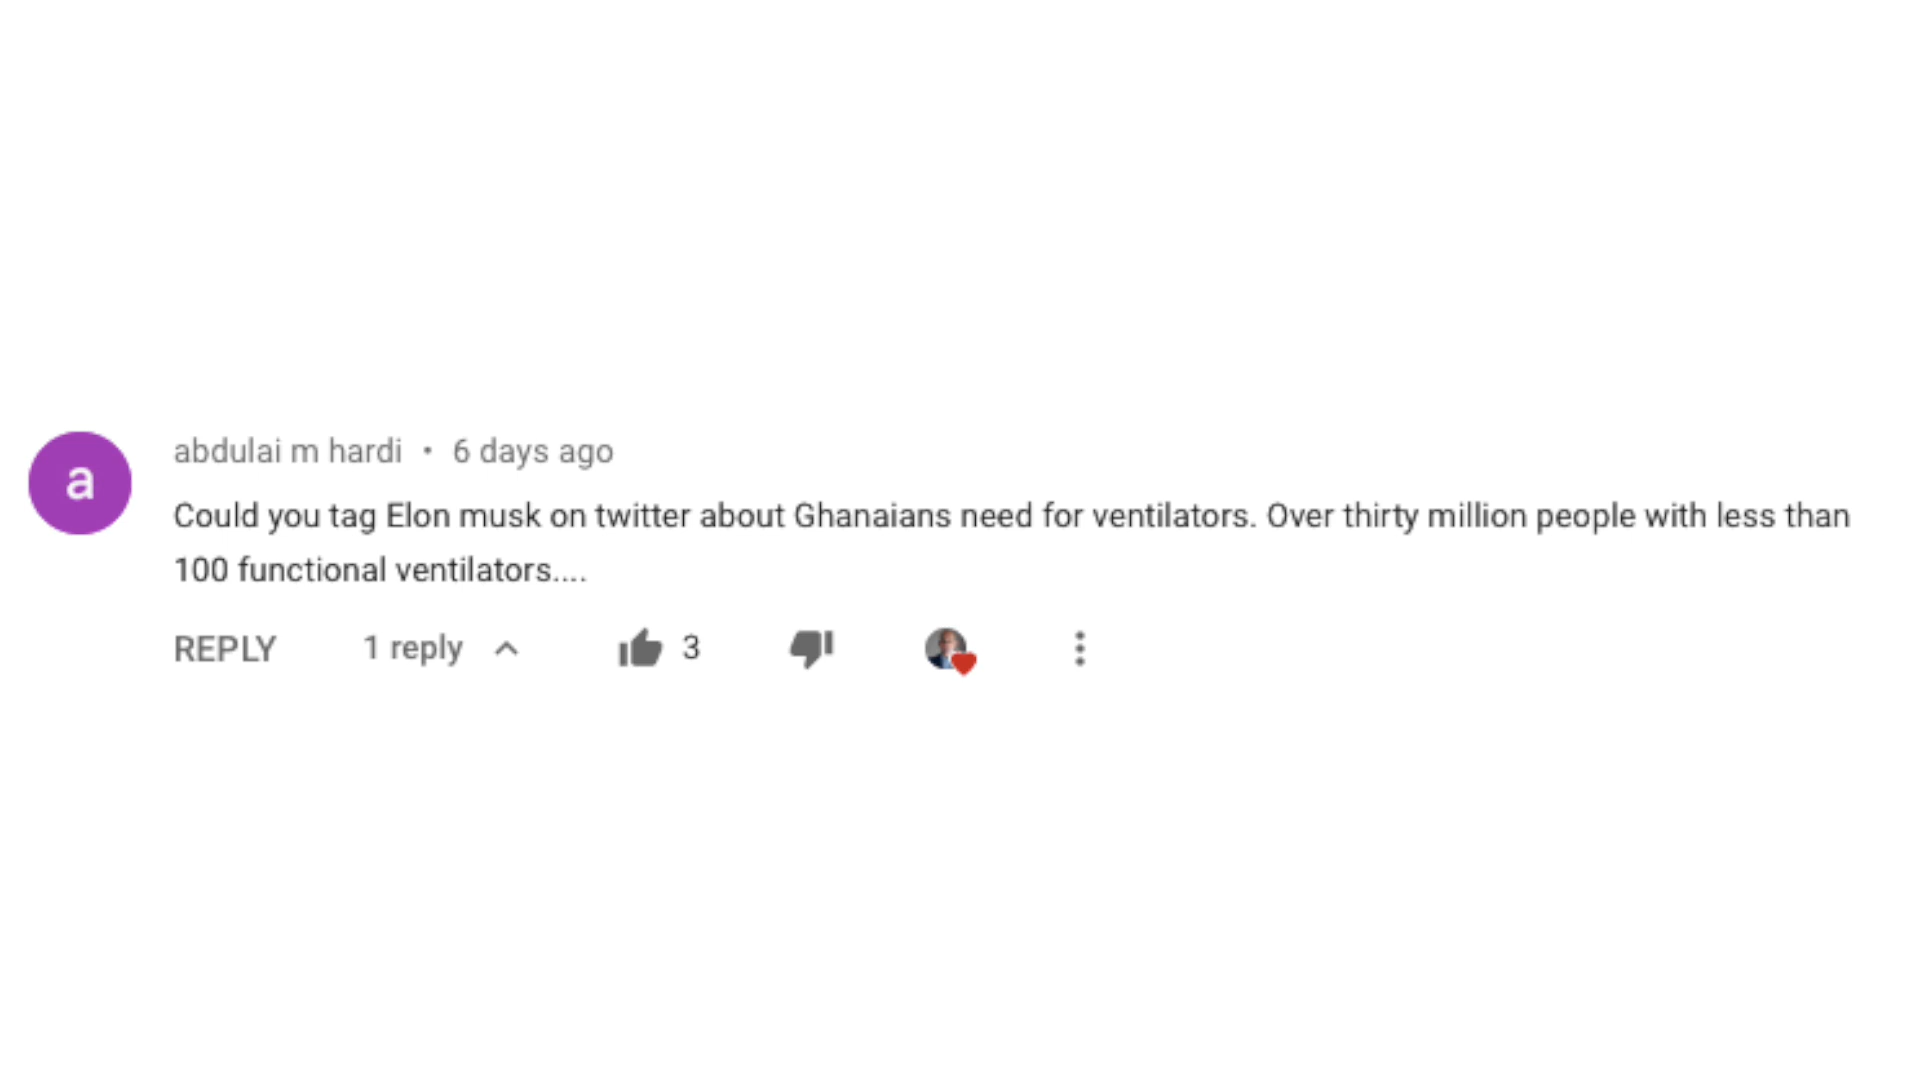 a
abdulai m hardi • 6 days ago
Could you tag Elon musk on twitter about Ghanaians need for ventilators. Over thirty million people with less than
100 functional ventilators....
REPLY 1 reply 3